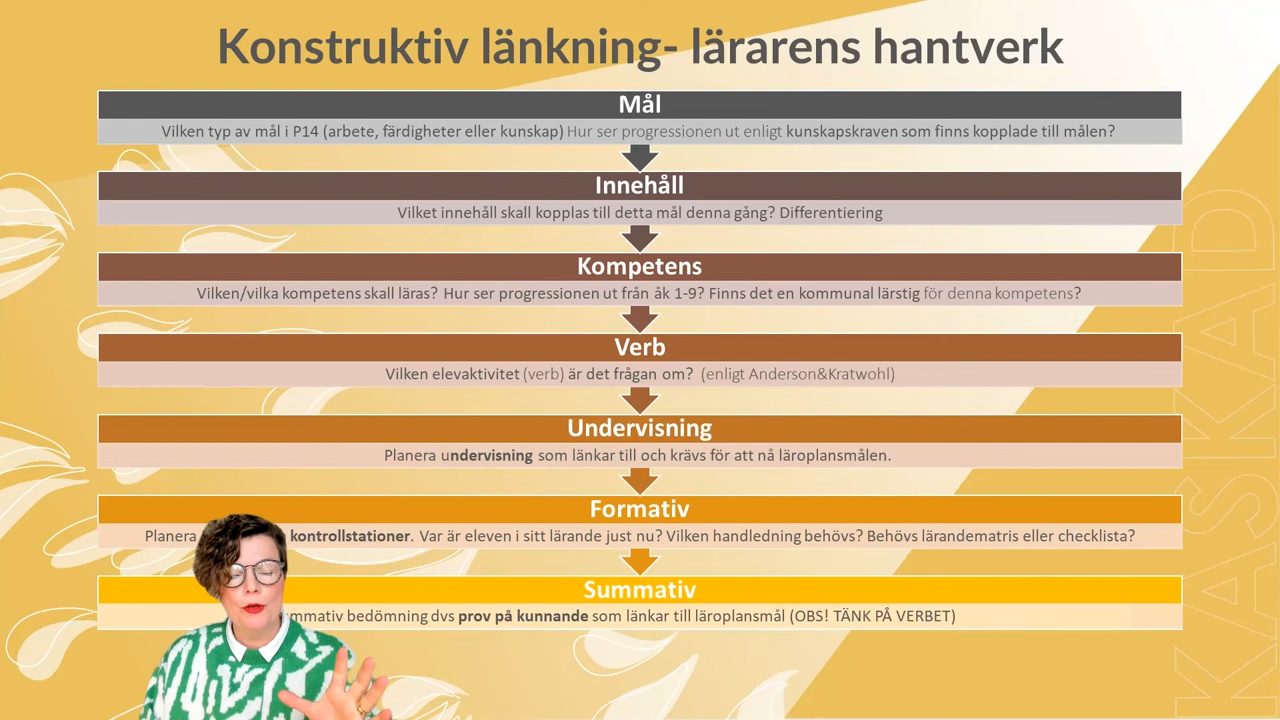 Konstruktiv länkning- lärarens hantverk
Mål
Vilken typ av mål i P14 (arbete, färdigheter eller kunskap) Hur ser progressionen ut enligt kunskapskraven som finns kopplade till målen?
Innehåll
Vilket innehåll skall kopplas till detta mål denna gång? Differentiering
Kompetens
Vilken/vilka kompetens skall läras? Hur ser progressionen ut från åk 1-9? Finns det en kommunal lärstig för denna kompetens?
Verb
Vilken elevaktivitet (verb) är det frågan om? (enligt Anderson&Kratwohl)
Undervisning
Planera undervisning som länkar till och krävs för att nå läroplansmålen.
Formativ
Planera kontrollstationer. Var är eleven i sitt lärande just nu? Vilken handledning behövs? Behövs lärandematris eller checklista?
Summativ
bedömning dvs prov på kunnande som länkar till läroplansmål (OBS! TÄNK PÅ VERBET)
KASKAD